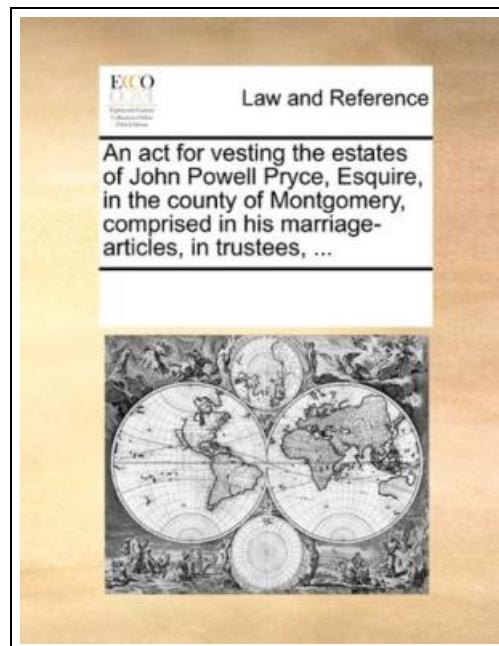 ECCO
Law and Reference
An act for vesting the estates
of John Powell Pryce, Esquire,
in the county of Montgomery,
comprised in his marriage-
articles, in trustees, ...